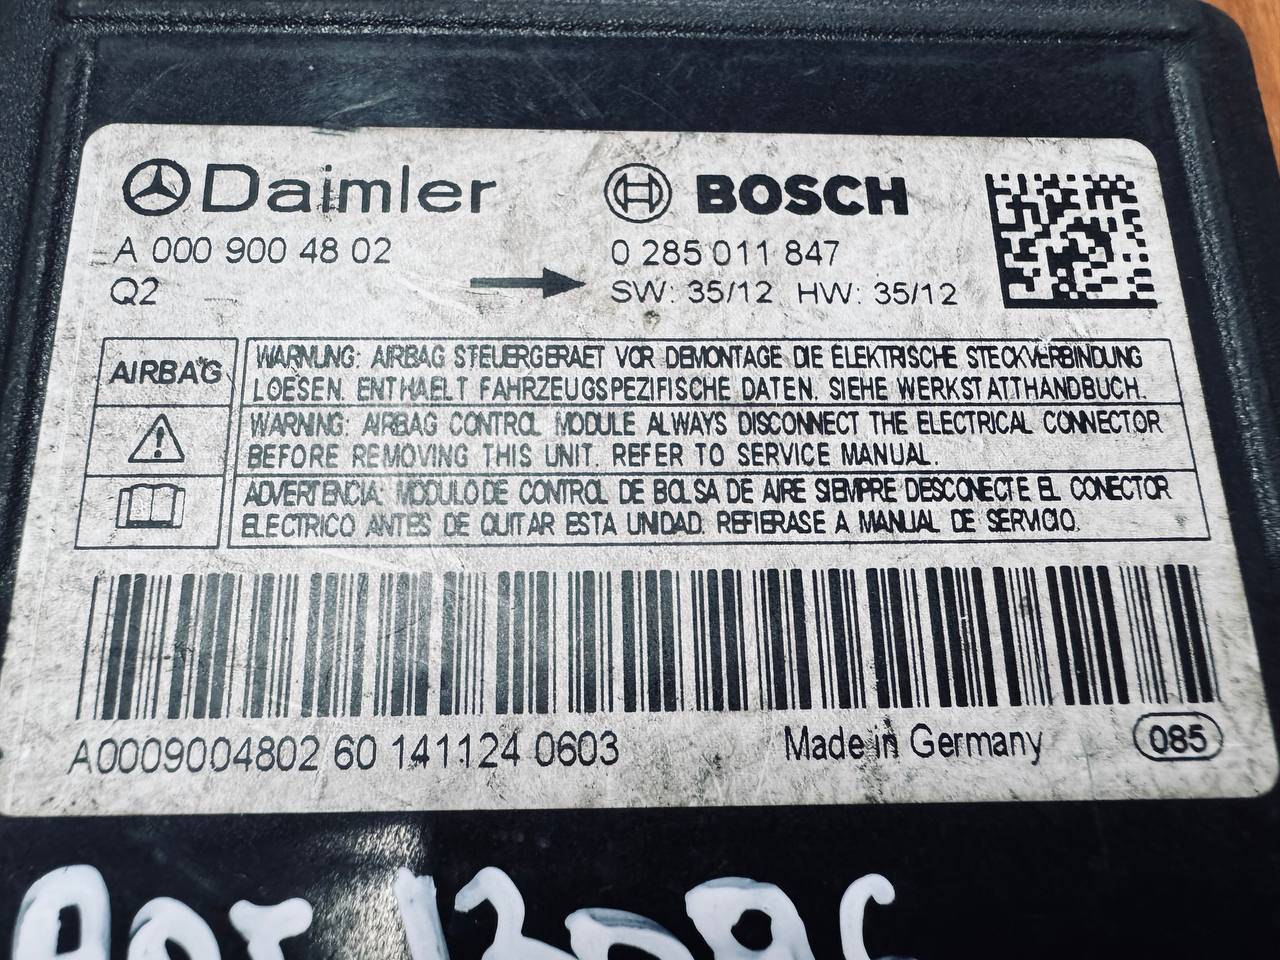 Daimler
A 000 900 48 02
Q2
BOSCH
0 285 011 847
SW: 35/12 HW: 35/12
AIRBAG
WARNUNG: AIRBAG STEUERGERAET VOR DEMONTAGE DIE ELEKTRISCHE STECKVERBINDUNG
LOESEN. ENTHAELT FAHRZEUGSPEZIFISCHE DATEN. SIEHE WERKSTATTHANDBUCH.
WARNING: AIRBAG CONTROL MODULE ALWAYS DISCONNECT THE ELECTRICAL CONNECTOR
BEFORE REMOVING THIS UNIT. REFER TO SERVICE MANUAL.
ADVERTENCIA: MODULO DE CONTROL DE BOLSA DE AIRE SIEMPRE DESCONECTE EL CONECTOR
ELECTRICO ANTES DE QUITAR ESTA UNIDAD. REFIERASE A MANUAL DE SERVICIO.
A0009004802 60 141124 0603
Made in Germany
085